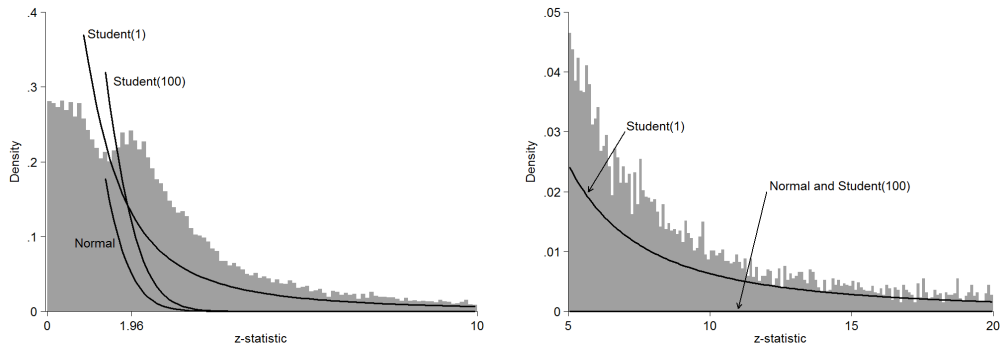 .4
Student(1)
Student(100)
.3
Density
.2
Normal
.1
0
0
1.96
10
z-statistic
.05
.04
Student(1)
.03
Density
Normal and Student(100)
.02
.01
0
5
10
15
20
z-statistic